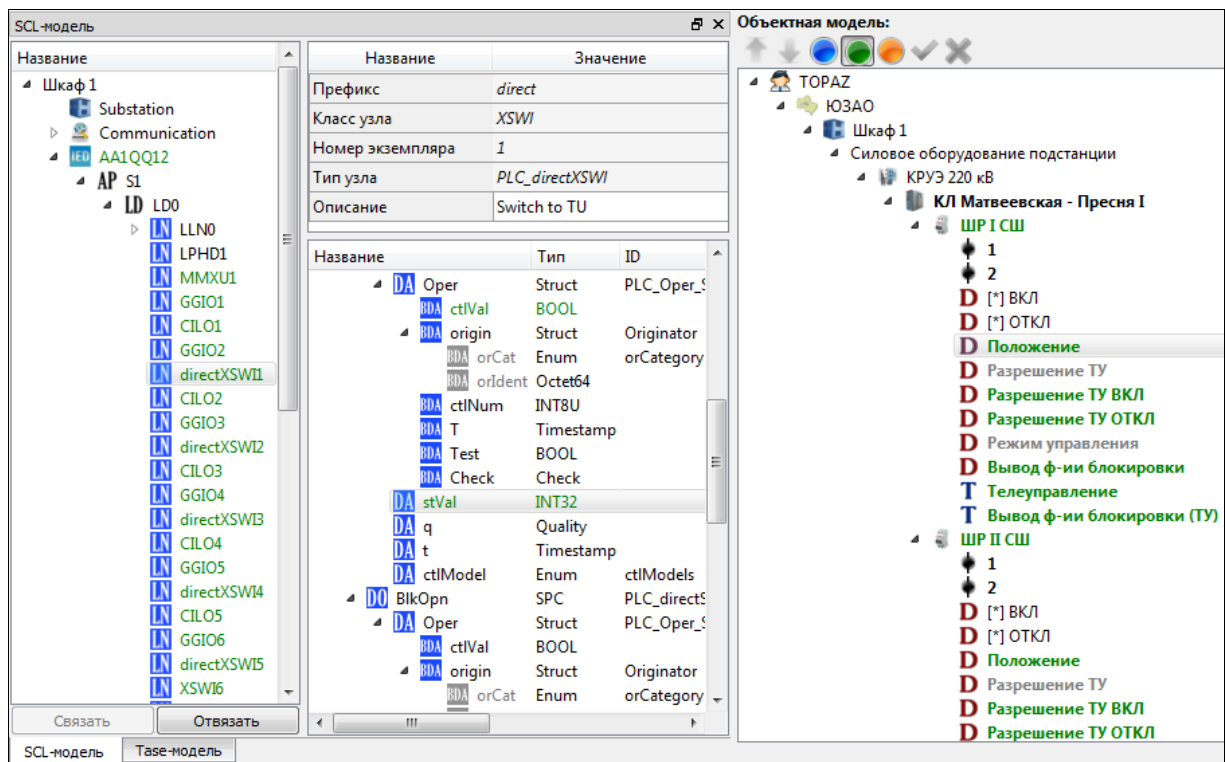 SCL-модель
Название
Шкаф 1
Substation
Communication
IED AA1QQ12
AP S1
LD LD0
LN LLN0
LN LPHD1
LN MMXU1
LN GGIO1
LN CILO1
LN GGIO2
LN directXSWI1
LN CILO2
LN GGIO3
LN directXSWI2
LN CILO3
LN GGIO4
LN directXSWI3
LN CILO4
LN GGIO5
LN directXSWI4
LN CILO5
LN GGIO6
LN directXSWI5
LN XSWI6
Связать Отвязать
SCL-модель Tase-модель
Название Значение
Префикс direct
Класс узла XSWI
Номер экземпляра 1
Тип узла PLC_directXSWI
Описание Switch to TU
Название Тип ID
DA Oper Struct PLC_Oper_S
BDA ctlVal BOOL
BDA origin Struct Originator
BDA orCat Enum orCategory
BDA orIdent Octet64
BDA ctlNum INT8U
BDA T Timestamp
BDA Test BOOL
BDA Check Check
DA stVal INT32
DA q Quality
DA t Timestamp
DA ctlModel Enum ctlModels
DO BlkOpn SPC PLC_directS
DA Oper Struct PLC_Oper_S
BDA ctlVal BOOL
BDA origin Struct Originator
BDA orCat Enum orCategory
Объектная модель:
TOPAZ
ЮЗАО
Шкаф 1
Силовое оборудование подстанции
КРУЭ 220 кВ
КЛ Матвеевская - Пресня I
ШР I СШ
1
2
D [*] ВКЛ
D [*] ОТКЛ
D Положение
D Разрешение ТУ
D Разрешение ТУ ВКЛ
D Разрешение ТУ ОТКЛ
D Режим управления
D Вывод ф-ии блокировки
T Телеуправление
T Вывод ф-ии блокировки (ТУ)
ШР II СШ
1
2
D [*] ВКЛ
D [*] ОТКЛ
D Положение
D Разрешение ТУ
D Разрешение ТУ ВКЛ
D Разрешение ТУ ОТКЛ